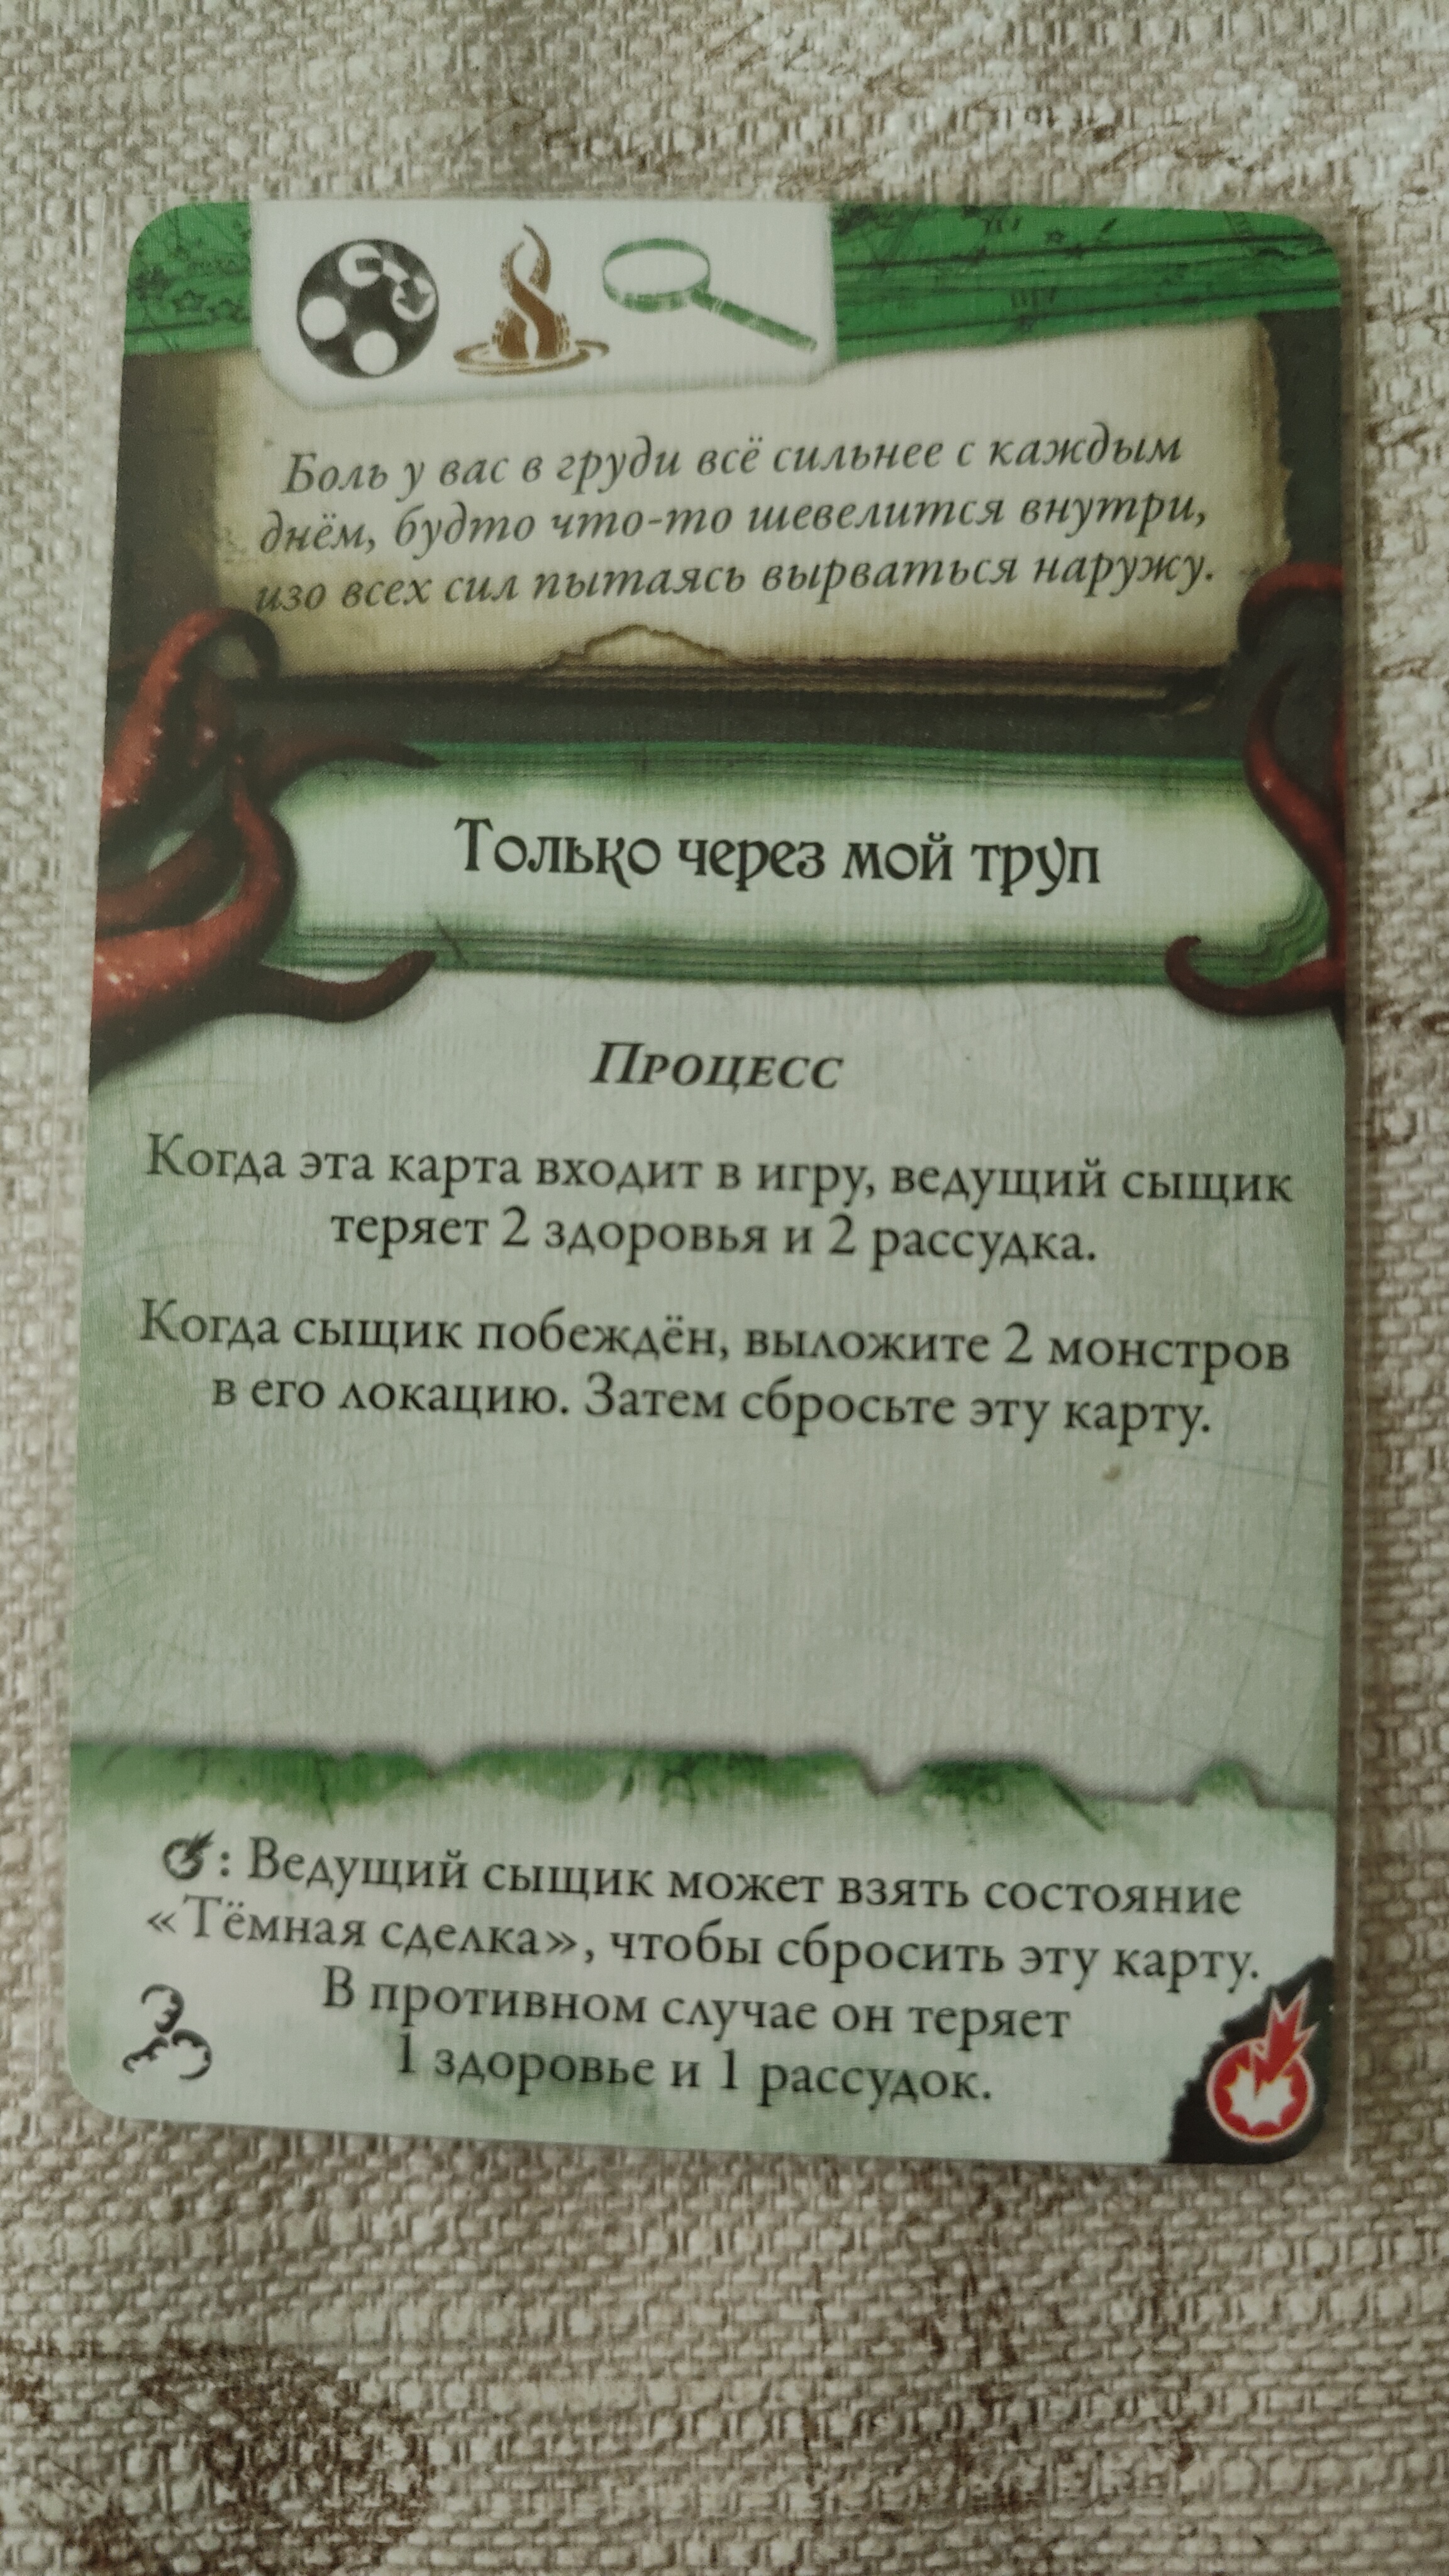 Боль у вас в груди всё сильнее с каждым
днём, будто что-то шевелится внутри,
изо всех сил пытаясь вырваться наружу.
Только через мой труп
Процесс
Когда эта карта входит в игру, ведущий сыщик
теряет 2 здоровья и 2 рассудка.
Когда сыщик побеждён, выложите 2 монстров
в его локацию. Затем сбросьте эту карту.
: Ведущий сыщик может взять состояние
«Тёмная сделка», чтобы сбросить эту карту.
В противном случае он теряет
1 здоровье и 1 рассудок.